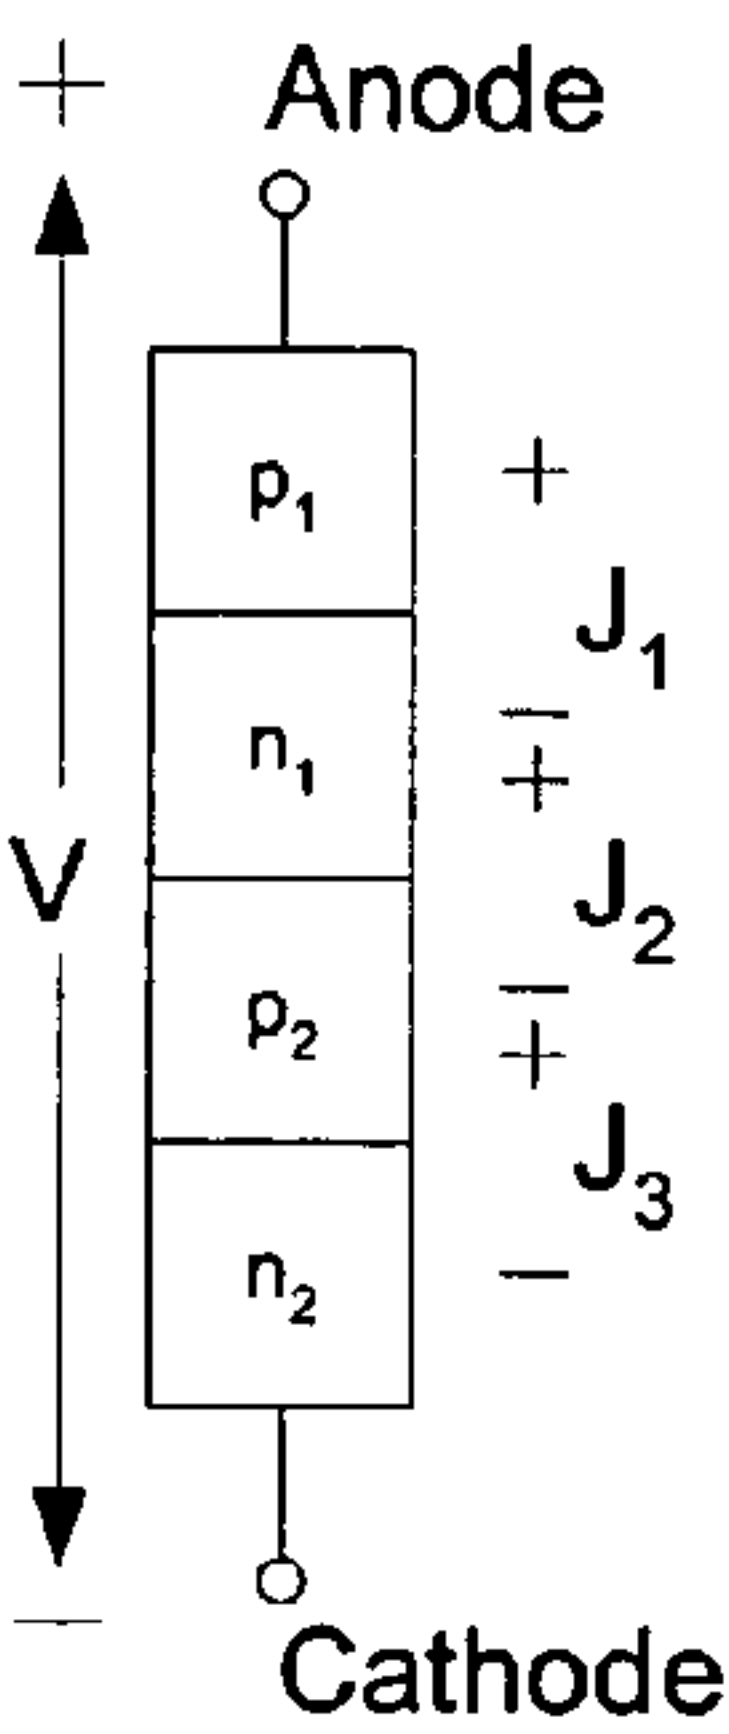 + Anode
p₁
+
J₁
n₁
−
+
V
J₂
p₂
−
+
J₃
n₂
−
−
Cathode